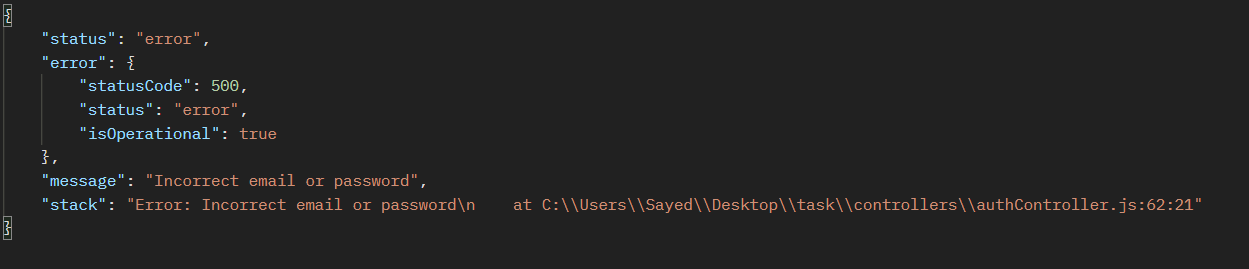 {
    "status": "error",
    "error": {
        "statusCode": 500,
        "status": "error",
        "isOperational": true
    },
    "message": "Incorrect email or password",
    "stack": "Error: Incorrect email or password\n    at C:\\Users\\Sayed\\Desktop\\task\\controllers\\authController.js:62:21"
}